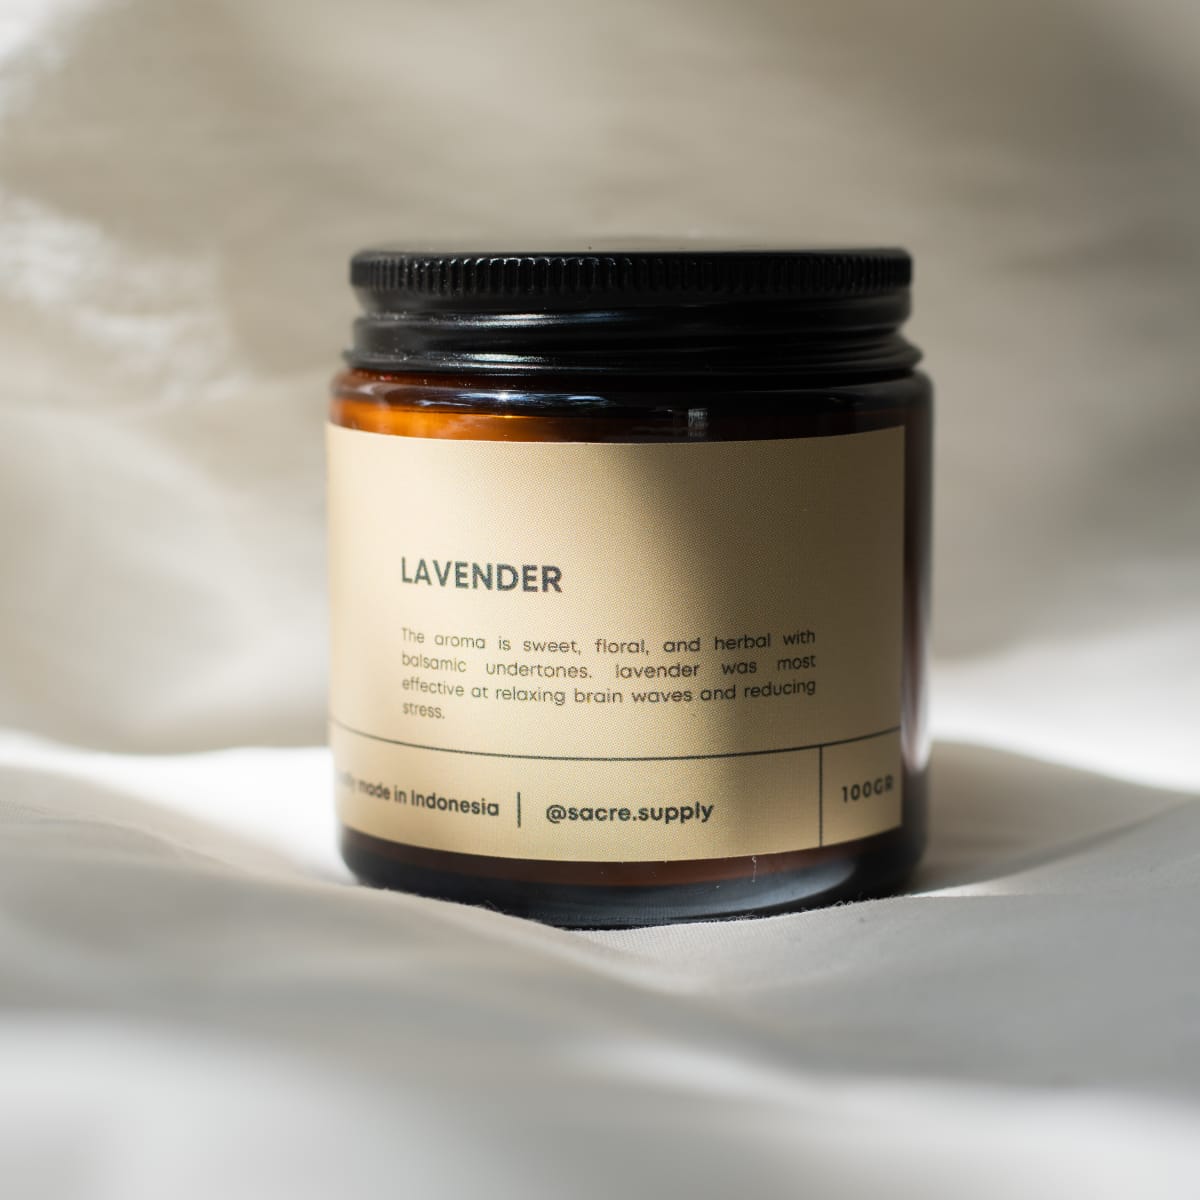 LAVENDER
The aroma is sweet, floral, and herbal with
balsamic undertones. lavender was most
effective at relaxing brain waves and reducing
stress.
made in Indonesia | @sacre.supply
100GR